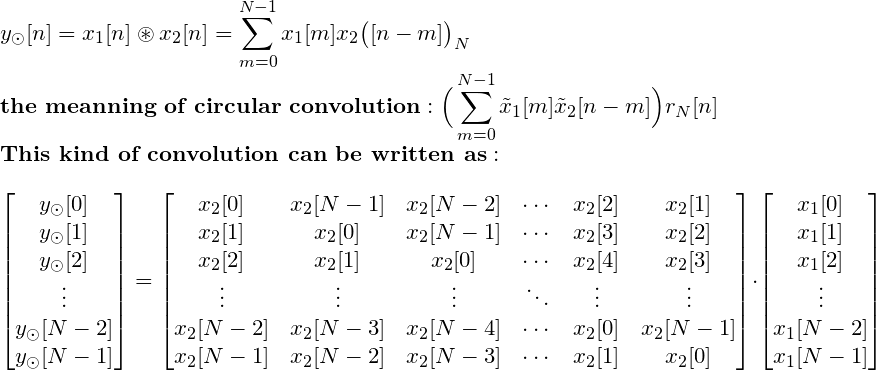 y⊙[n] = x₁[n] ⊛ x₂[n] = ∑_{m=0}^{N−1} x₁[m]x₂([n − m])_N
the meanning of circular convolution : (∑_{m=0}^{N−1} x̃₁[m]x̃₂[n − m]) r_N[n]
This kind of convolution can be written as :
[y⊙[0]] = [x₂[0] x₂[N − 1] x₂[N − 2] ⋯ x₂[2] x₂[1]] · [x₁[0]]
[y⊙[1]] [x₂[1] x₂[0] x₂[N − 1] ⋯ x₂[3] x₂[2]] [x₁[1]]
[y⊙[2]] [x₂[2] x₂[1] x₂[0] ⋯ x₂[4] x₂[3]] [x₁[2]]
⋮ ⋮ ⋮ ⋮ ⋱ ⋮ ⋮ ⋮
[y⊙[N − 2]] [x₂[N − 2] x₂[N − 3] x₂[N − 4] ⋯ x₂[0] x₂[N − 1]] [x₁[N − 2]]
[y⊙[N − 1]] [x₂[N − 1] x₂[N − 2] x₂[N − 3] ⋯ x₂[1] x₂[0]] [x₁[N − 1]]